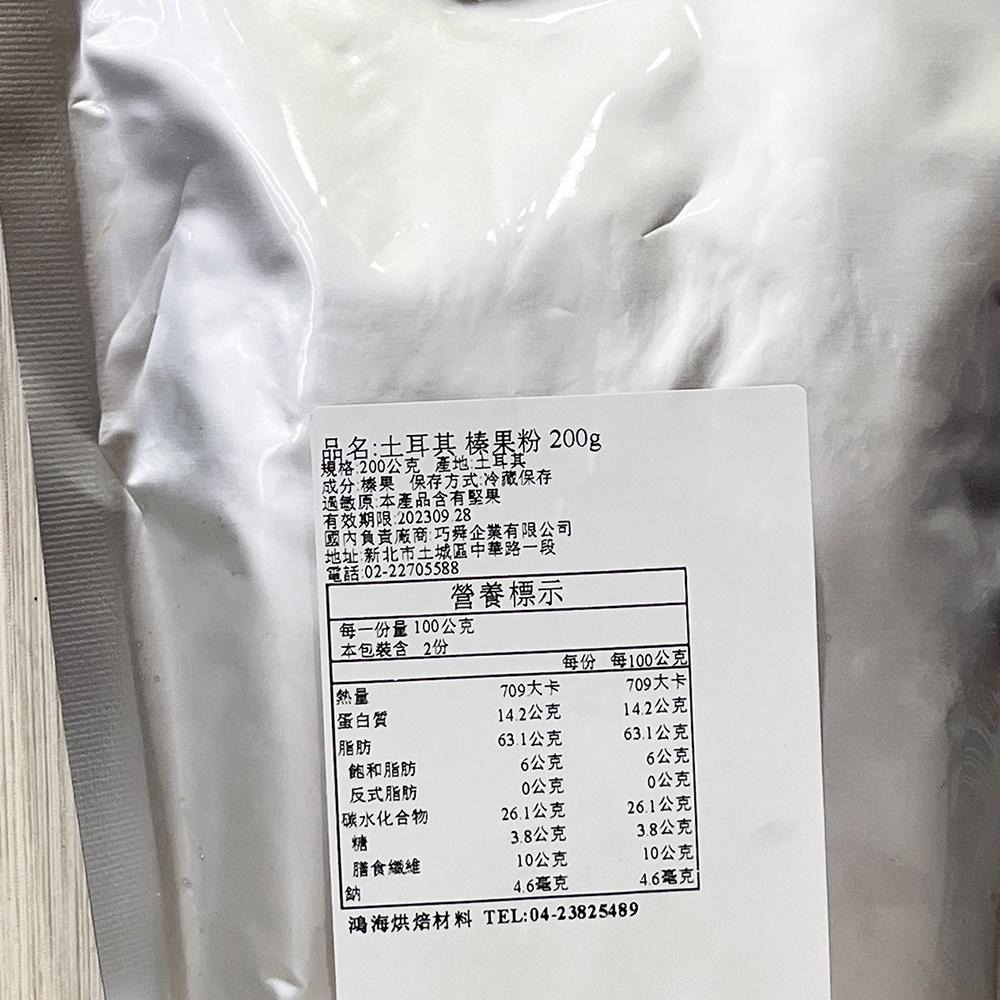 品名:土耳其 榛果粉 200g
規格:200公克 產地:土耳其
成分:榛果 保存方式:冷藏保存
過敏原:本產品含有堅果
有效期限:202309.28
國內負責廠商:巧舜企業有限公司
地址:新北市土城區中華路一段
電話:02-22705588
營養標示
每一份量 100公克
本包裝含 2份
每份 每100公克
熱量 709大卡 709大卡
蛋白質 14.2公克 14.2公克
脂肪 63.1公克 63.1公克
飽和脂肪 6公克 6公克
反式脂肪 0公克 0公克
碳水化合物 26.1公克 26.1公克
糖 3.8公克 3.8公克
膳食纖維 10公克 10公克
鈉 4.6毫克 4.6毫克
鴻海烘焙材料 TEL:04-23825489